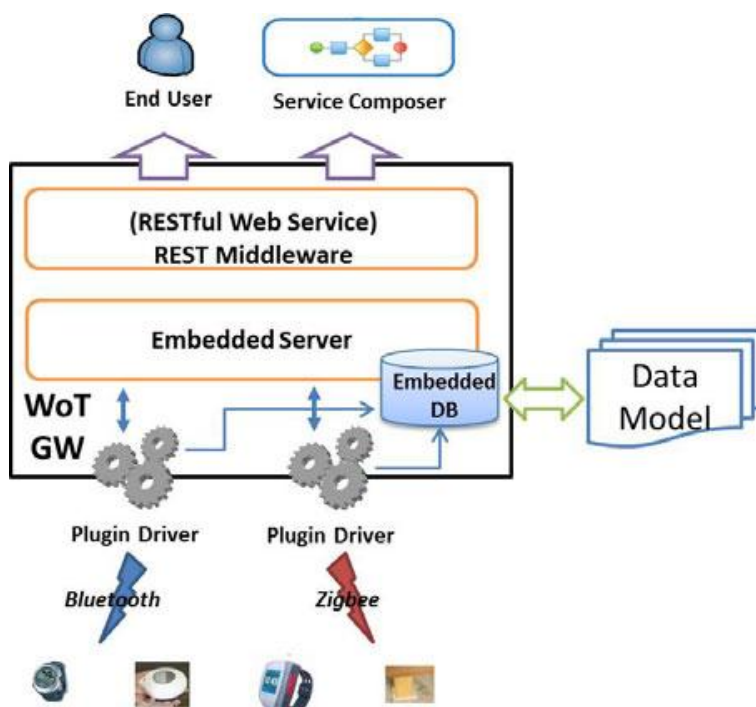 End User
Service Composer
(RESTful Web Service)
REST Middleware
Embedded Server
Embedded
DB
WoT
GW
Data
Model
Plugin Driver
Plugin Driver
Bluetooth
Zigbee